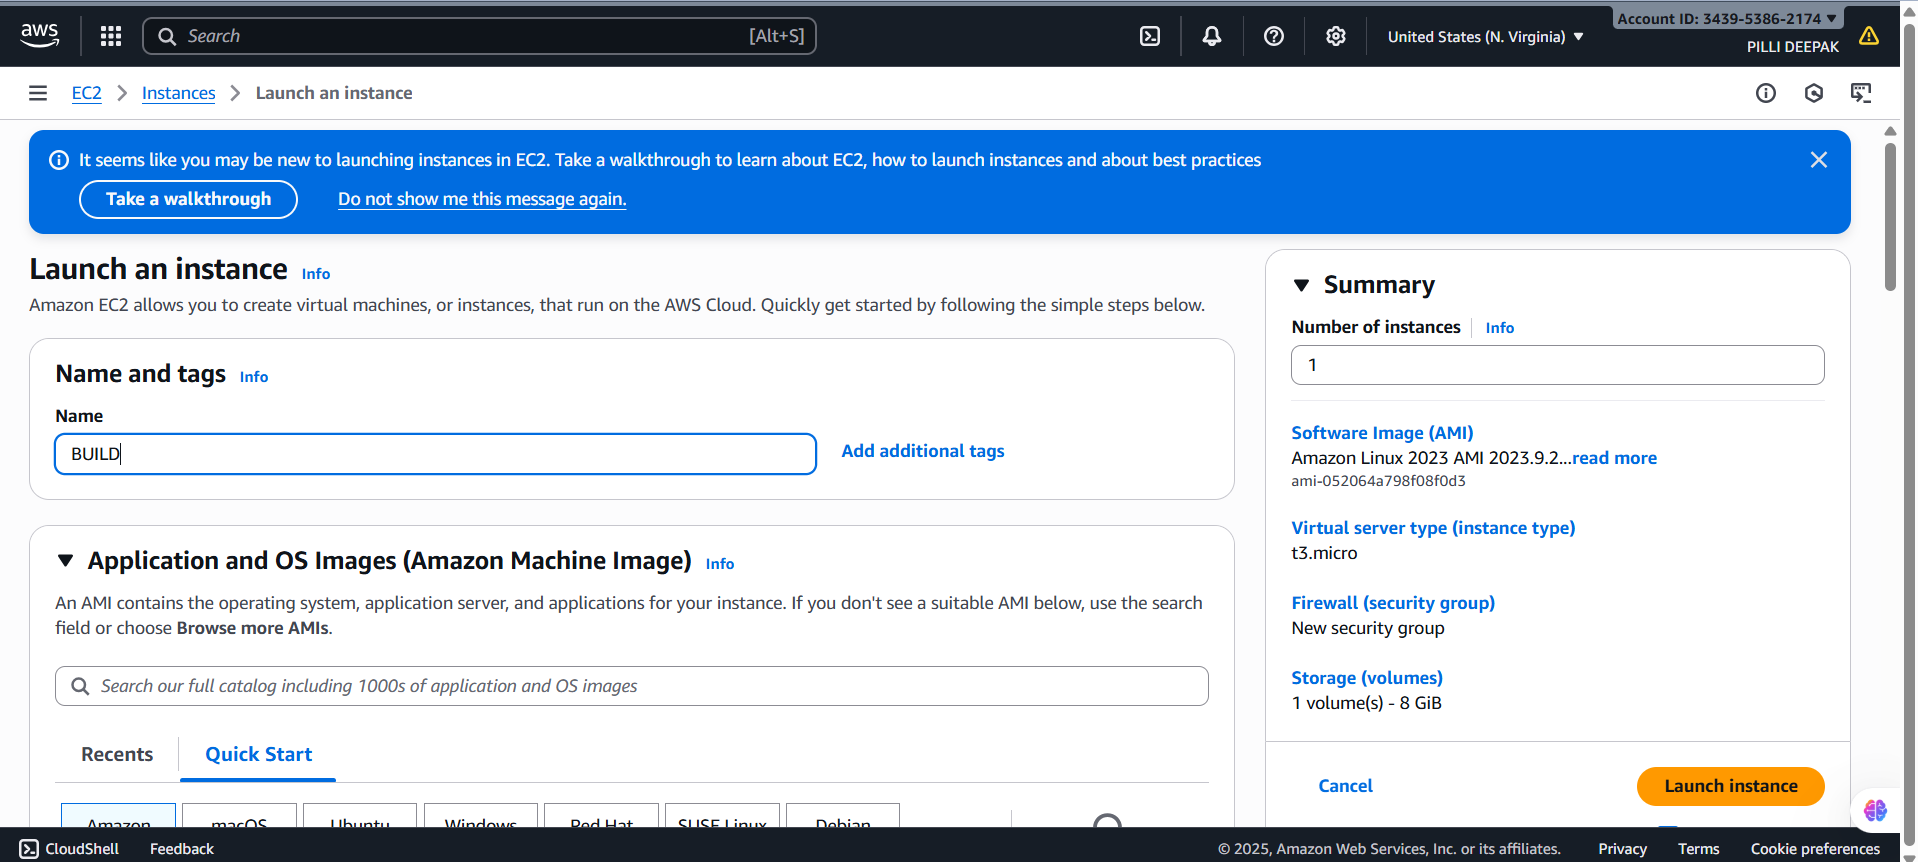 aws
Search [Alt+S]
United States (N. Virginia)
Account ID: 3439-5386-2174
PILLI DEEPAK
EC2 Instances Launch an instance
It seems like you may be new to launching instances in EC2. Take a walkthrough to learn about EC2, how to launch instances and about best practices
Take a walkthrough Do not show me this message again.
Launch an instance Info
Amazon EC2 allows you to create virtual machines, or instances, that run on the AWS Cloud. Quickly get started by following the simple steps below.
Name and tags Info
Name
BUILD Add additional tags
Application and OS Images (Amazon Machine Image) Info
An AMI contains the operating system, application server, and applications for your instance. If you don't see a suitable AMI below, use the search
field or choose Browse more AMIs.
Search our full catalog including 1000s of application and OS images
Recents Quick Start
Amazon macOS Ubuntu Windows Red Hat SUSE Linux Debian
Summary
Number of instances Info
1
Software Image (AMI)
Amazon Linux 2023 AMI 2023.9.2...read more
ami-052064a798f08f0d3
Virtual server type (instance type)
t3.micro
Firewall (security group)
New security group
Storage (volumes)
1 volume(s) - 8 GiB
Cancel Launch instance
CloudShell Feedback © 2025, Amazon Web Services, Inc. or its affiliates. Privacy Terms Cookie preferences